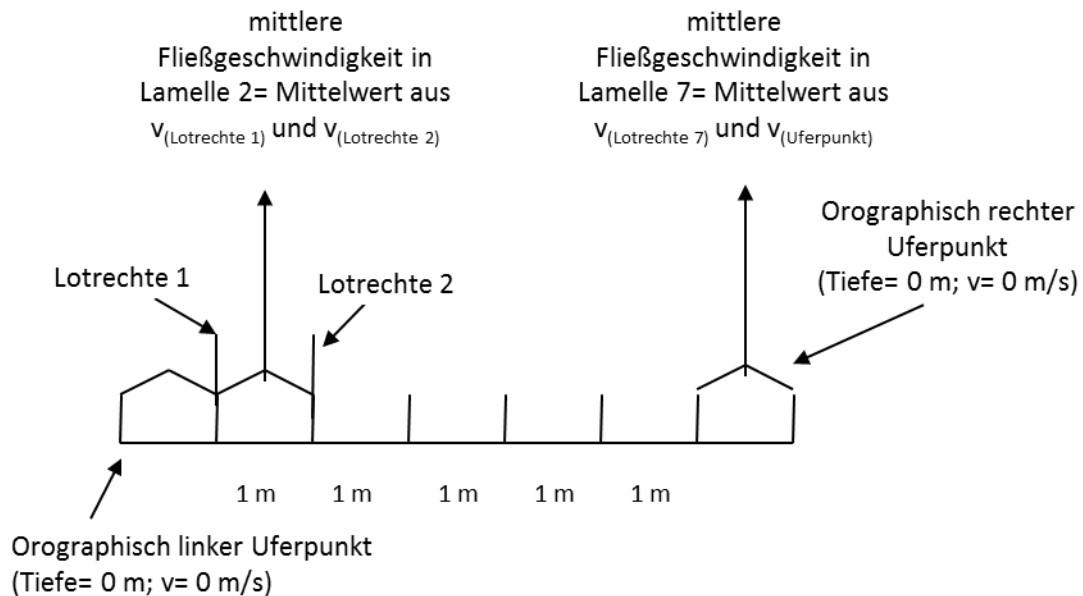 mittlere
Fließgeschwindigkeit in
Lamelle 2= Mittelwert aus
v(Lotrechte 1) und v(Lotrechte 2)
mittlere
Fließgeschwindigkeit in
Lamelle 7= Mittelwert aus
v(Lotrechte 7) und v(Uferpunkt)
Orographisch rechter
Uferpunkt
(Tiefe= 0 m; v= 0 m/s)
Lotrechte 1
Lotrechte 2
1 m 1 m 1 m 1 m 1 m
Orographisch linker Uferpunkt
(Tiefe= 0 m; v= 0 m/s)